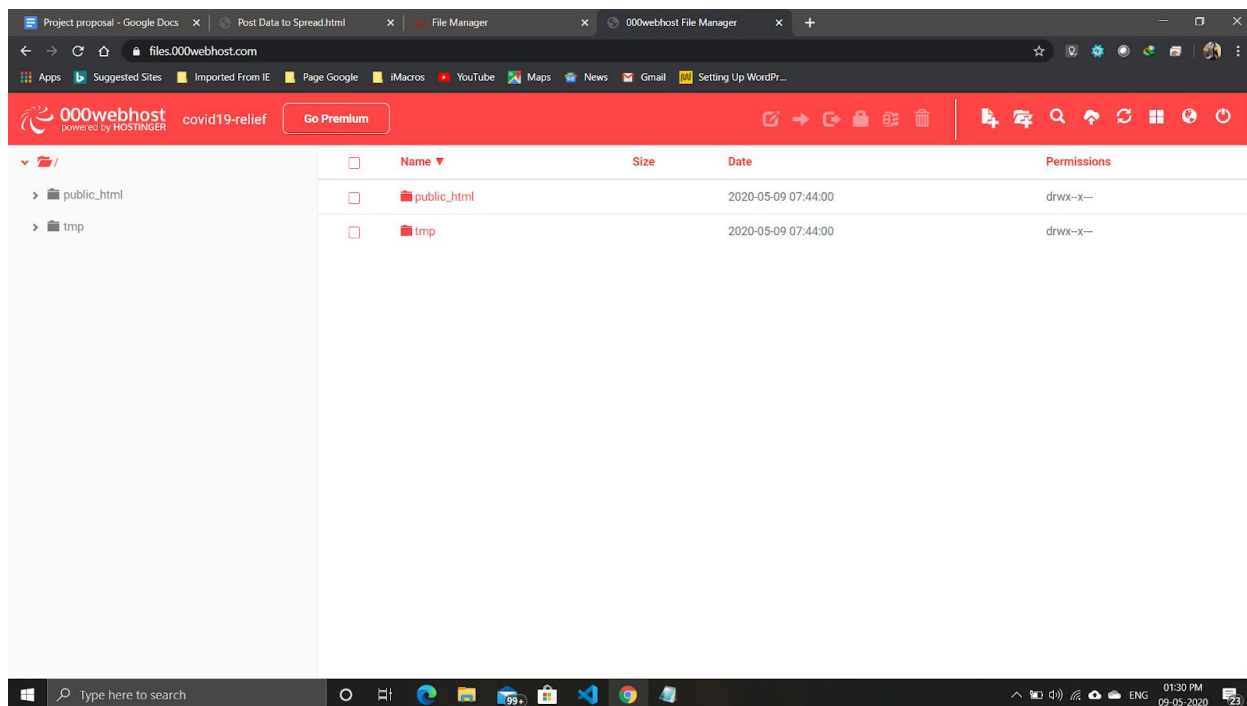 Project proposal - Google Docs
Post Data to Spread.html
File Manager
000webhost File Manager
files.000webhost.com
Apps
Suggested Sites
Imported From IE
Page Google
iMacros
YouTube
Maps
News
Gmail
Setting Up WordPr...
000webhost
powered by HOSTINGER
covid19-relief
Go Premium
/
public_html
tmp
Name
Size
Date
Permissions
public_html
2020-05-09 07:44:00
drwx--x---
tmp
2020-05-09 07:44:00
drwx--x---
Type here to search
99+
ENG
01:30 PM
09-05-2020
23